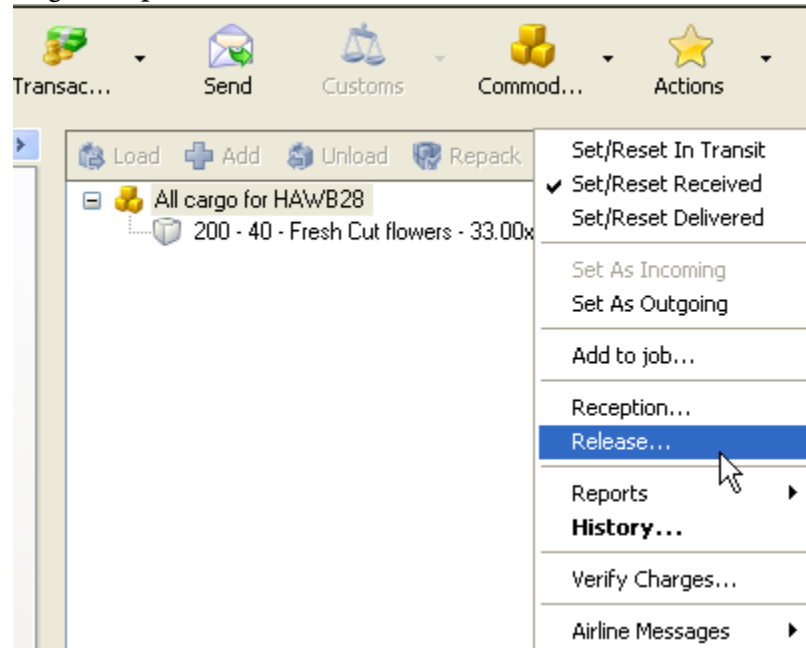 Transac...
Send
Customs
Commod...
Actions
Load
Add
Unload
Repack
All cargo for HAWB28
200 - 40 - Fresh Cut flowers - 33.00x
Set/Reset In Transit
Set/Reset Received
Set/Reset Delivered
Set As Incoming
Set As Outgoing
Add to job...
Reception...
Release...
Reports
History...
Verify Charges...
Airline Messages